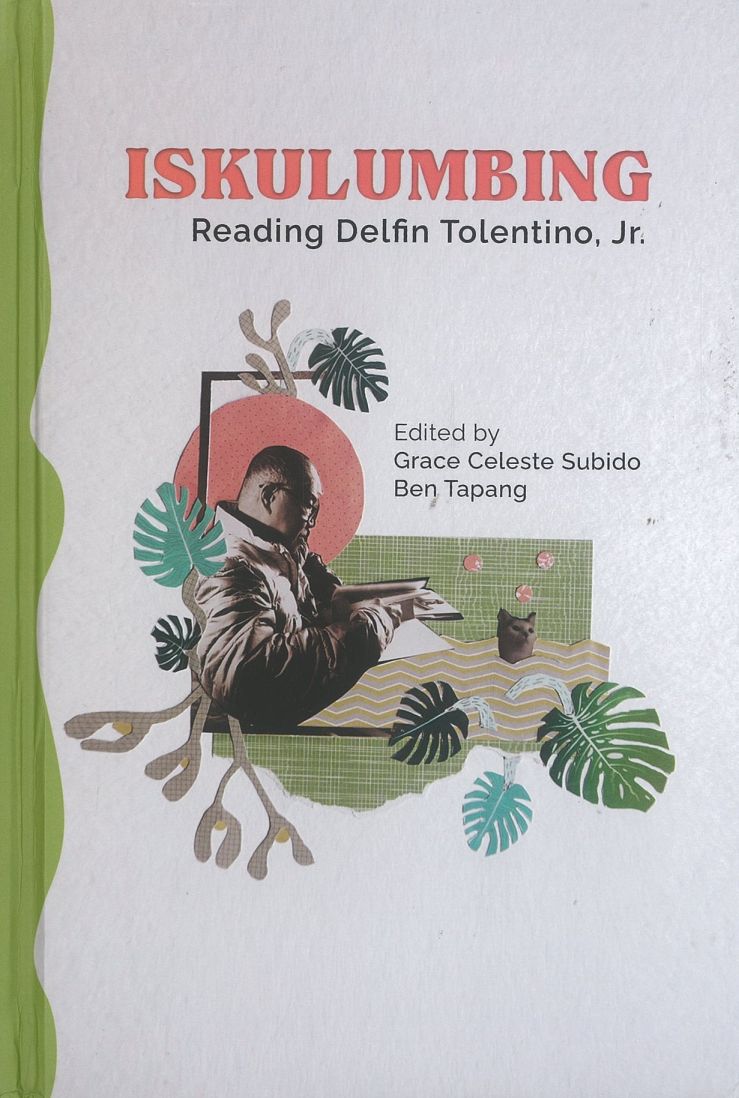 ISKULUMBING
Reading Delfin Tolentino, Jr.
Edited by
Grace Celeste Subido
Ben Tapang